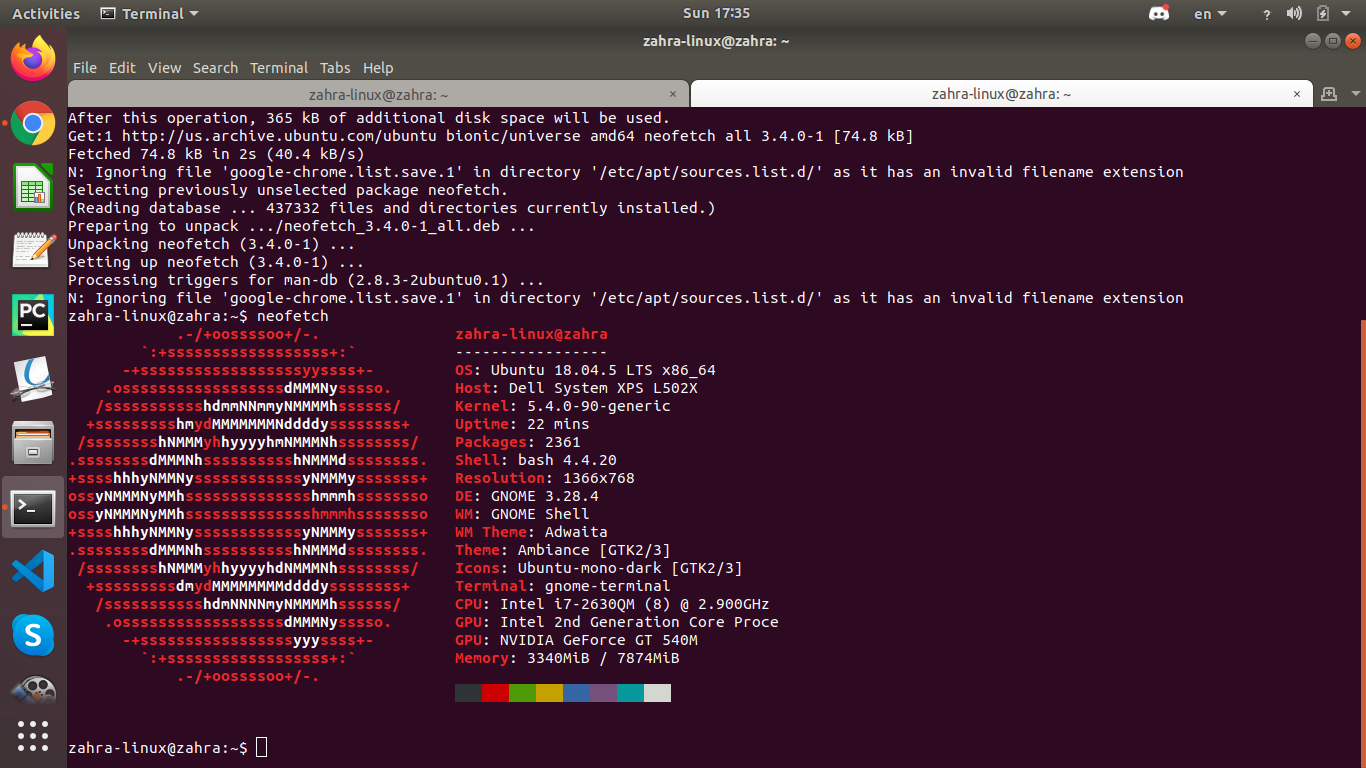 Activities Terminal Sun 17:35 en ?
zahra-linux@zahra: ~
File Edit View Search Terminal Tabs Help
zahra-linux@zahra: ~ × zahra-linux@zahra: ~ ×
After this operation, 365 kB of additional disk space will be used.
Get:1 http://us.archive.ubuntu.com/ubuntu bionic/universe amd64 neofetch all 3.4.0-1 [74.8 kB]
Fetched 74.8 kB in 2s (40.4 kB/s)
N: Ignoring file 'google-chrome.list.save.1' in directory '/etc/apt/sources.list.d/' as it has an invalid filename extension
Selecting previously unselected package neofetch.
(Reading database ... 437332 files and directories currently installed.)
Preparing to unpack .../neofetch_3.4.0-1_all.deb ...
Unpacking neofetch (3.4.0-1) ...
Setting up neofetch (3.4.0-1) ...
Processing triggers for man-db (2.8.3-2ubuntu0.1) ...
N: Ignoring file 'google-chrome.list.save.1' in directory '/etc/apt/sources.list.d/' as it has an invalid filename extension
zahra-linux@zahra:~$ neofetch
            .-/+oossssoo+/-.               zahra-linux@zahra
        `:+ssssssssssssssssss+:`           -----------------
      -+ssssssssssssssssssyyssss+-         OS: Ubuntu 18.04.5 LTS x86_64
    .ossssssssssssssssssdMMMNysssso.       Host: Dell System XPS L502X
   /ssssssssssshdmmNNmmyNMMMMhssssss/      Kernel: 5.4.0-90-generic
  +ssssssssshmydMMMMMMMNddddyssssssss+     Uptime: 22 mins
 /sssssssshNMMMyhhyyyyhmNMMMNhssssssss/    Packages: 2361
.ssssssssdMMMNhsssssssssshNMMMdssssssss.   Shell: bash 4.4.20
+sssshhhyNMMNyssssssssssssyNMMMysssssss+   Resolution: 1366x768
ossyNMMMNyMMhsssssssssssssshmmmhssssssso   DE: GNOME 3.28.4
ossyNMMMNyMMhsssssssssssssshmmmhssssssso   WM: GNOME Shell
+sssshhhyNMMNyssssssssssssyNMMMysssssss+   WM Theme: Adwaita
.ssssssssdMMMNhsssssssssshNMMMdssssssss.   Theme: Ambiance [GTK2/3]
 /sssssssshNMMMyhhyyyyhdNMMMNhssssssss/    Icons: Ubuntu-mono-dark [GTK2/3]
  +sssssssssdmydMMMMMMMMddddyssssssss+     Terminal: gnome-terminal
   /ssssssssssshdmNNNNmyNMMMMhssssss/      CPU: Intel i7-2630QM (8) @ 2.900GHz
    .ossssssssssssssssssdMMMNysssso.       GPU: Intel 2nd Generation Core Proce
      -+sssssssssssssssssyyyssss+-         GPU: NVIDIA GeForce GT 540M
        `:+ssssssssssssssssss+:`           Memory: 3340MiB / 7874MiB
            .-/+oossssoo+/-.
zahra-linux@zahra:~$
PC
S